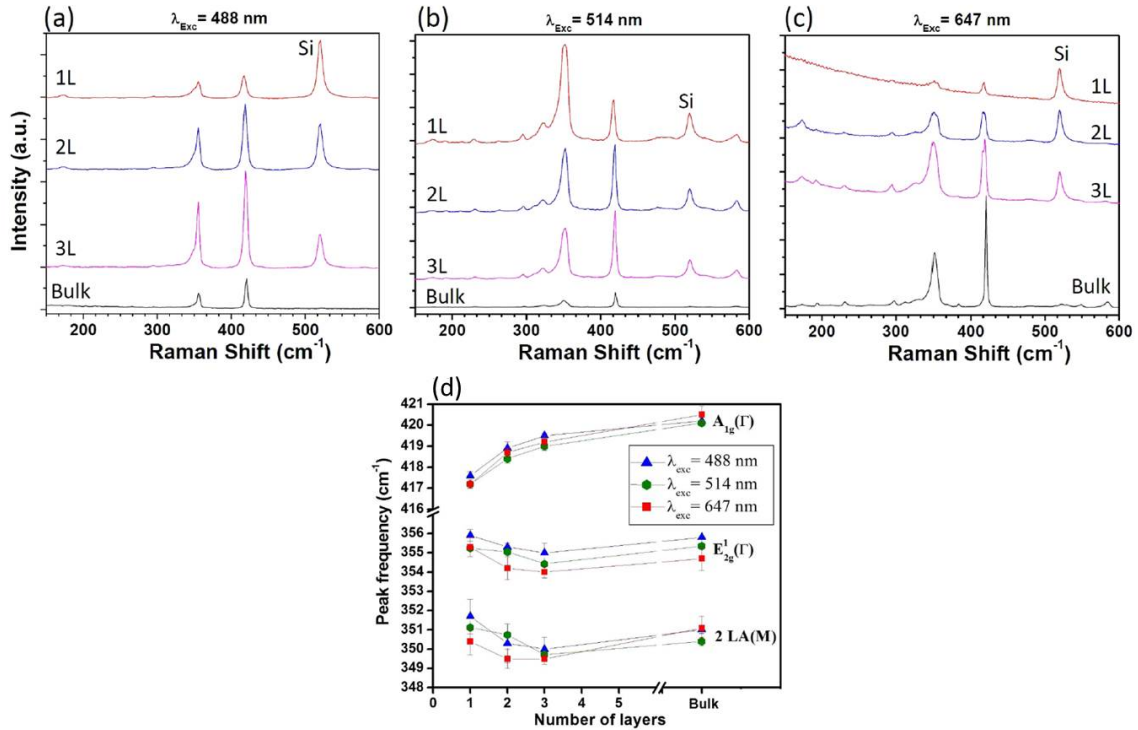 (a)
λExc= 488 nm
Si
1L
2L
3L
Bulk
Intensity (a.u.)
200 300 400 500 600
Raman Shift (cm-1)
(b)
λExc= 514 nm
Si
1L
2L
3L
Bulk
200 300 400 500 600
Raman Shift (cm-1)
(c)
λExc= 647 nm
Si
1L
2L
3L
Bulk
200 300 400 500 600
Raman Shift (cm-1)
(d)
421
420
419
418
417
416
356
355
354
353
352
351
350
349
348
Peak frequency (cm-1)
A1g(Γ)
λexc= 488 nm
λexc= 514 nm
λexc= 647 nm
E12g(Γ)
2 LA(M)
0 1 2 3 4 5 Bulk
Number of layers